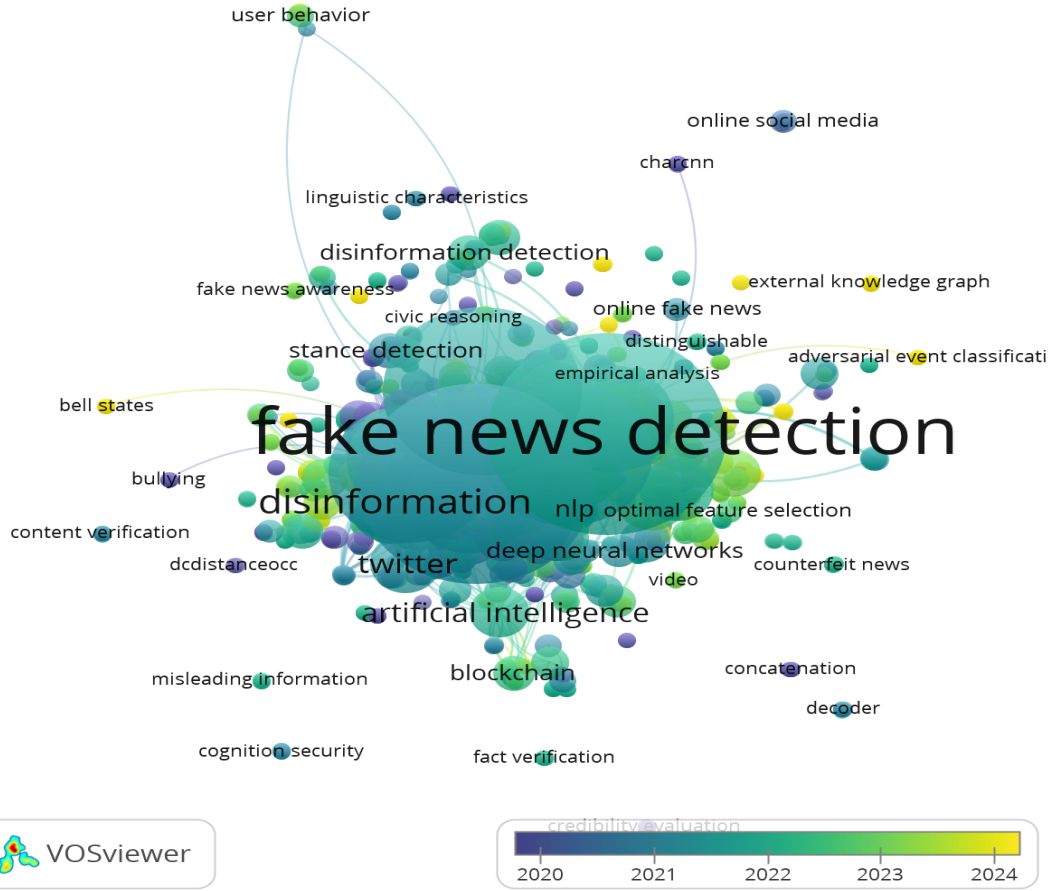 user behavior
online social media
charcnn
linguistic characteristics
disinformation detection
external knowledge graph
fake news awareness
online fake news
civic reasoning
distinguishable
stance detection
adversarial event classificati
empirical analysis
bell states
fake news detection
bullying
disinformation
nlp
optimal feature selection
content verification
deep neural networks
dcdistanceocc
twitter
counterfeit news
video
artificial intelligence
concatenation
blockchain
misleading information
decoder
cognition security
fact verification
credibility evaluation
VOSviewer
2020 2021 2022 2023 2024